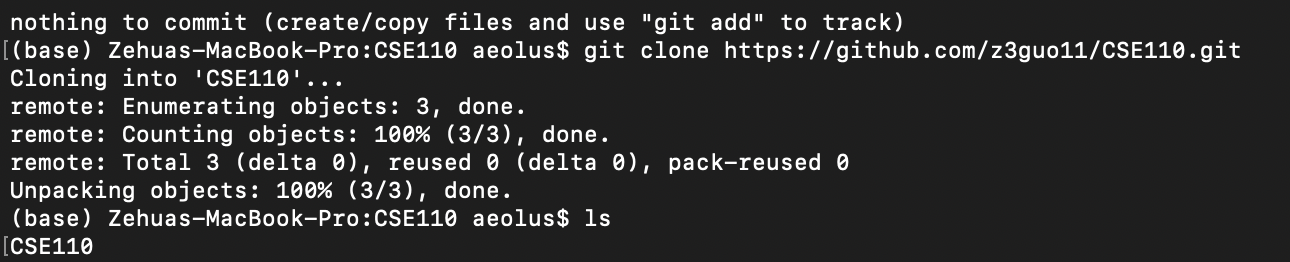 nothing to commit (create/copy files and use "git add" to track)
[(base) Zehuas-MacBook-Pro:CSE110 aeolus$ git clone https://github.com/z3guo11/CSE110.git
Cloning into 'CSE110'...
remote: Enumerating objects: 3, done.
remote: Counting objects: 100% (3/3), done.
remote: Total 3 (delta 0), reused 0 (delta 0), pack-reused 0
Unpacking objects: 100% (3/3), done.
(base) Zehuas-MacBook-Pro:CSE110 aeolus$ ls
[CSE110